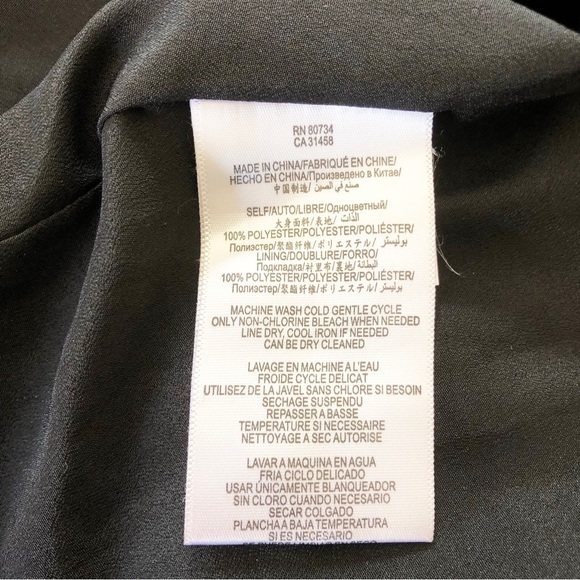 RN 80734
CA 31458
MADE IN CHINA/FABRIQUÉ EN CHINE/
HECHO EN CHINA/Произведено в Китае/
中国制造/ صنع في الصين/
SELF/AUTO/LIBRE/Одноцветный/
大身面料/表地/ الذات/
100% POLYESTER/POLYESTER/POLIÉSTER/
Полиэстер/聚酯纤维/ポリエステル/ بوليستر/
LINING/DOUBLURE/FORRO/
Подкладка/衬里布/裏地/ البطانة/
100% POLYESTER/POLYESTER/POLIÉSTER/
Полиэстер/聚酯纤维/ポリエステル/ بوليستر/
MACHINE WASH COLD GENTLE CYCLE
ONLY NON-CHLORINE BLEACH WHEN NEEDED
LINE DRY, COOL IRON IF NEEDED
CAN BE DRY CLEANED
LAVAGE EN MACHINE A L'EAU
FROIDE CYCLE DELICAT
UTILISEZ DE LA JAVEL SANS CHLORE SI BESOIN
SECHAGE SUSPENDU
REPASSER A BASSE
TEMPERATURE SI NECESSAIRE
NETTOYAGE A SEC AUTORISE
LAVAR A MAQUINA EN AGUA
FRIA CICLO DELICADO
USAR ÚNICAMENTE BLANQUEADOR
SIN CLORO CUANDO NECESARIO
SECAR COLGADO
PLANCHA A BAJA TEMPERATURA
SI ES NECESARIO